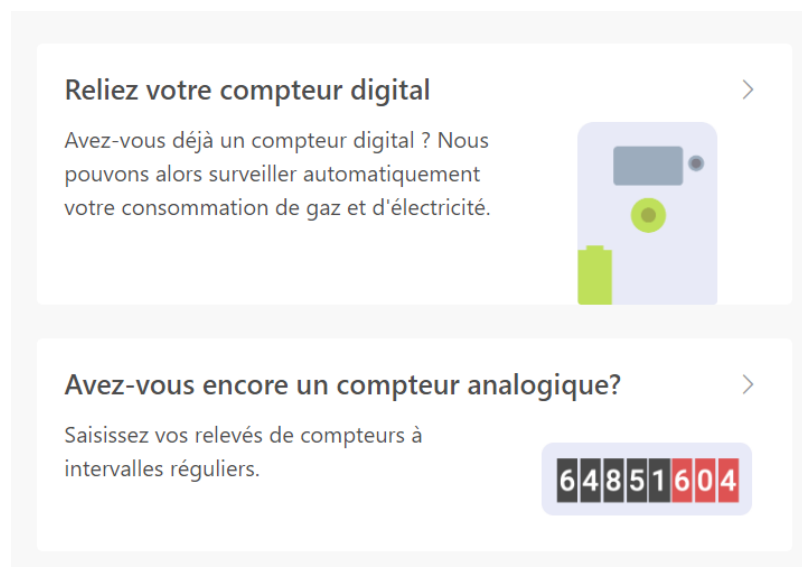 Reliez votre compteur digital
Avez-vous déjà un compteur digital ? Nous
pouvons alors surveiller automatiquement
votre consommation de gaz et d'électricité.
Avez-vous encore un compteur analogique?
Saisissez vos relevés de compteurs à
intervalles réguliers.
64851604